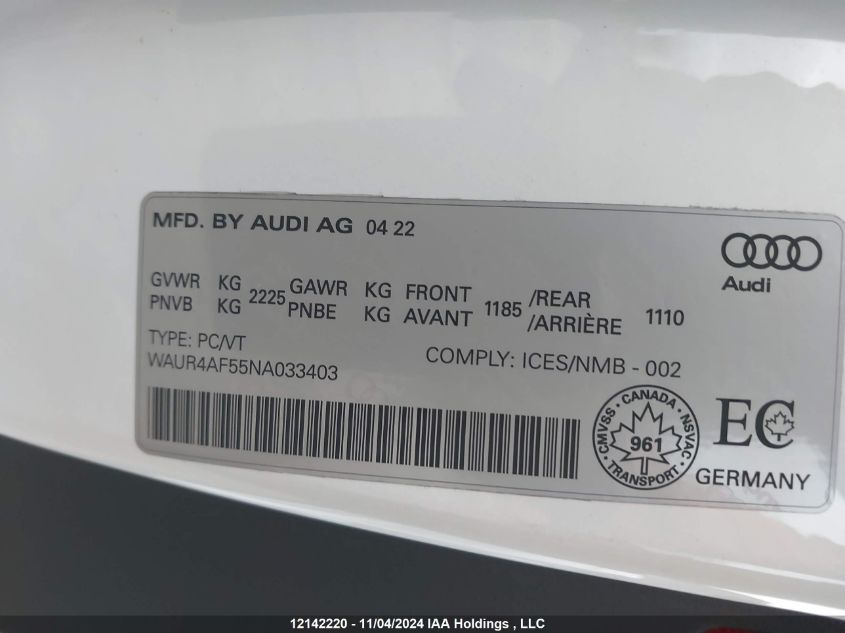 MFD. BY AUDI AG 04 22
Audi
GVWR KG 2225 GAWR KG FRONT 1185 /REAR 1110
PNVB KG PNBE KG AVANT /ARRIÈRE
TYPE: PC/VT
WAUR4AF55NA033403
COMPLY: ICES/NMB - 002
CMVSS · CANADA · NSVAC
961
TRANSPORT
EC
GERMANY
12142220 - 11/04/2024 IAA Holdings , LLC